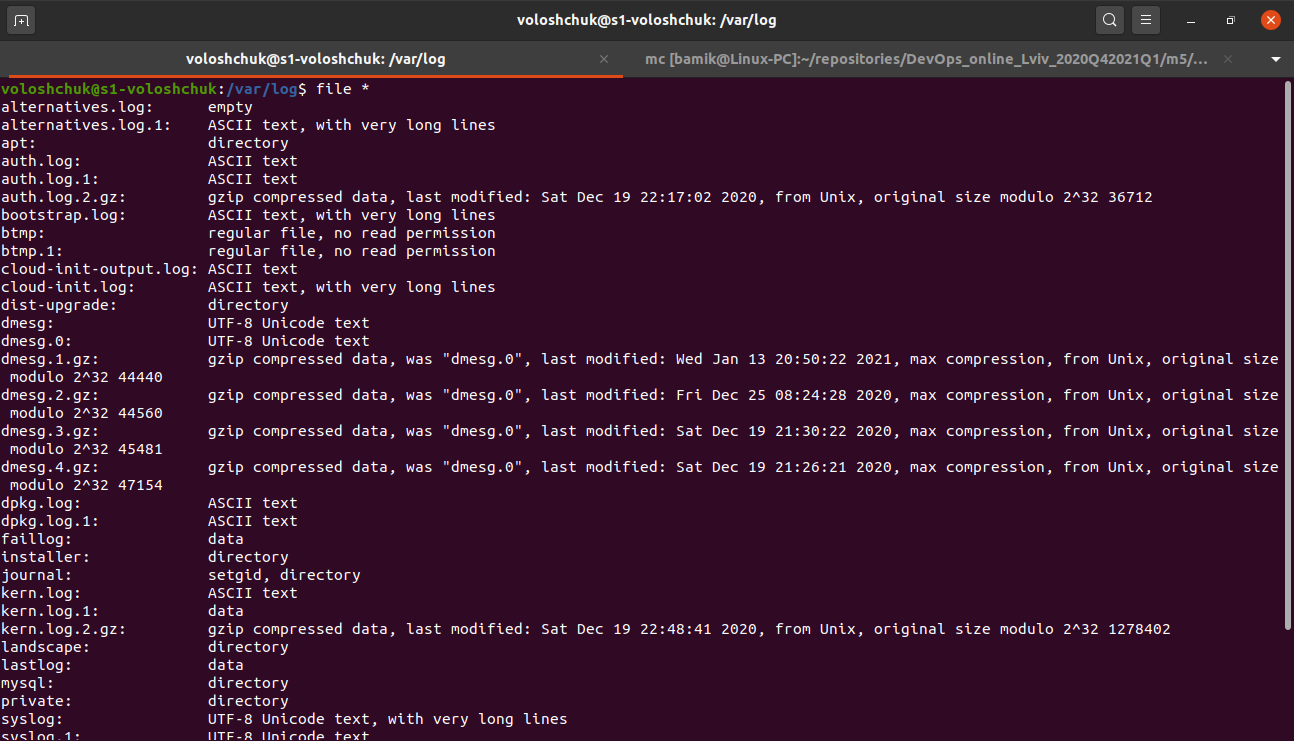 voloshchuk@s1-voloshchuk: /var/log
voloshchuk@s1-voloshchuk: /var/log
mc [bamik@Linux-PC]:~/repositories/DevOps_online_Lviv_2020Q42021Q1/m5/...
voloshchuk@s1-voloshchuk:/var/log$ file *
alternatives.log:      empty
alternatives.log.1:    ASCII text, with very long lines
apt:                   directory
auth.log:              ASCII text
auth.log.1:            ASCII text
auth.log.2.gz:         gzip compressed data, last modified: Sat Dec 19 22:17:02 2020, from Unix, original size modulo 2^32 36712
bootstrap.log:         ASCII text, with very long lines
btmp:                  regular file, no read permission
btmp.1:                regular file, no read permission
cloud-init-output.log: ASCII text
cloud-init.log:        ASCII text, with very long lines
dist-upgrade:          directory
dmesg:                 UTF-8 Unicode text
dmesg.0:               UTF-8 Unicode text
dmesg.1.gz:            gzip compressed data, was "dmesg.0", last modified: Wed Jan 13 20:50:22 2021, max compression, from Unix, original size
 modulo 2^32 44440
dmesg.2.gz:            gzip compressed data, was "dmesg.0", last modified: Fri Dec 25 08:24:28 2020, max compression, from Unix, original size
 modulo 2^32 44560
dmesg.3.gz:            gzip compressed data, was "dmesg.0", last modified: Sat Dec 19 21:30:22 2020, max compression, from Unix, original size
 modulo 2^32 45481
dmesg.4.gz:            gzip compressed data, was "dmesg.0", last modified: Sat Dec 19 21:26:21 2020, max compression, from Unix, original size
 modulo 2^32 47154
dpkg.log:              ASCII text
dpkg.log.1:            ASCII text
faillog:               data
installer:             directory
journal:               setgid, directory
kern.log:              ASCII text
kern.log.1:            data
kern.log.2.gz:         gzip compressed data, last modified: Sat Dec 19 22:48:41 2020, from Unix, original size modulo 2^32 1278402
landscape:             directory
lastlog:               data
mysql:                 directory
private:               directory
syslog:                UTF-8 Unicode text, with very long lines
syslog.1:              UTF-8 Unicode text